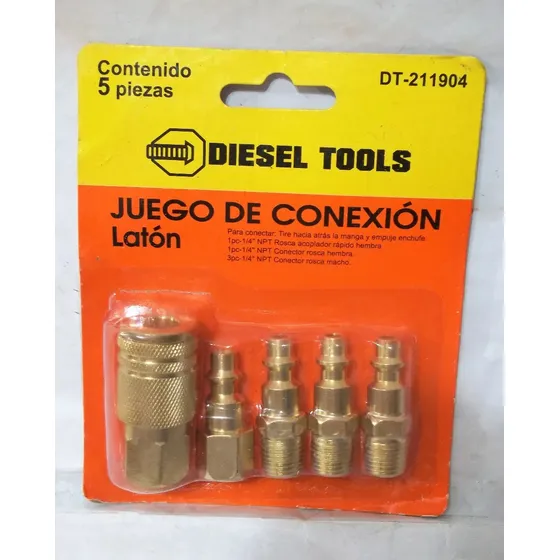 Contenido
5 piezas
DT-211904
DIESEL TOOLS
JUEGO DE CONEXIÓN
Latón
Para conectar: Tire hacia atrás la manga y empuje enchufe.
1pc-1/4" NPT Rosca acoplador rápido hembra
1pc-1/4" NPT Conector rosca hembra.
3pc-1/4" NPT Conector rosca macho.